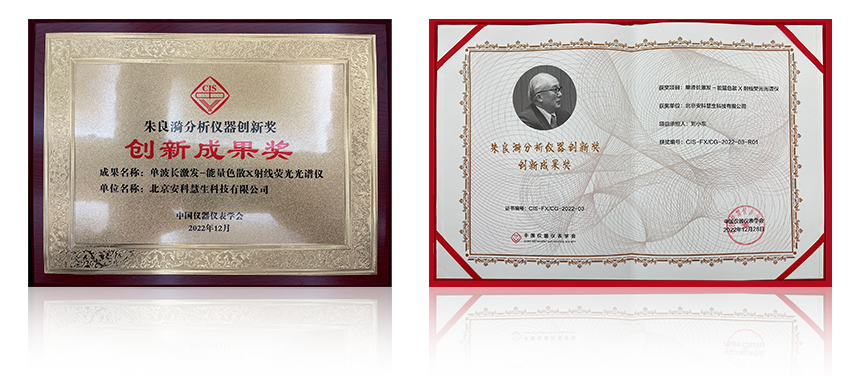 CIS
朱良漪分析仪器创新奖
创新成果奖
成果名称：单波长激发-能量色散X射线荧光光谱仪
单位名称：北京安科慧生科技有限公司
中国仪器仪表学会
2022年12月
朱良漪分析仪器创新奖
创新成果奖
证书编号：CIS-FX/CG-2022-03
中国仪器仪表学会
获奖项目：单波长激发-能量色散X射线荧光光谱仪
获奖单位：北京安科慧生科技有限公司
项目承担人：刘小东
获奖编号：CIS-FX/CG-2022-03-R01
中国仪器仪表学会
2022年12月28日